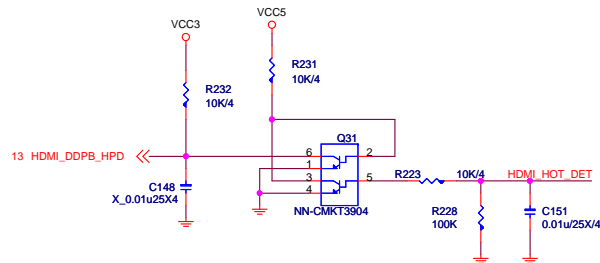 VCC3
VCC5
R231
10K/4
R232
10K/4
Q31
13 HDMI_DDPB_HPD
6
2
1
3
5
4
R223
10K/4
HDMI_HOT_DET
C148
X_0.01u25X4
NN-CMKT3904
R228
100K
C151
0.01u/25X/4